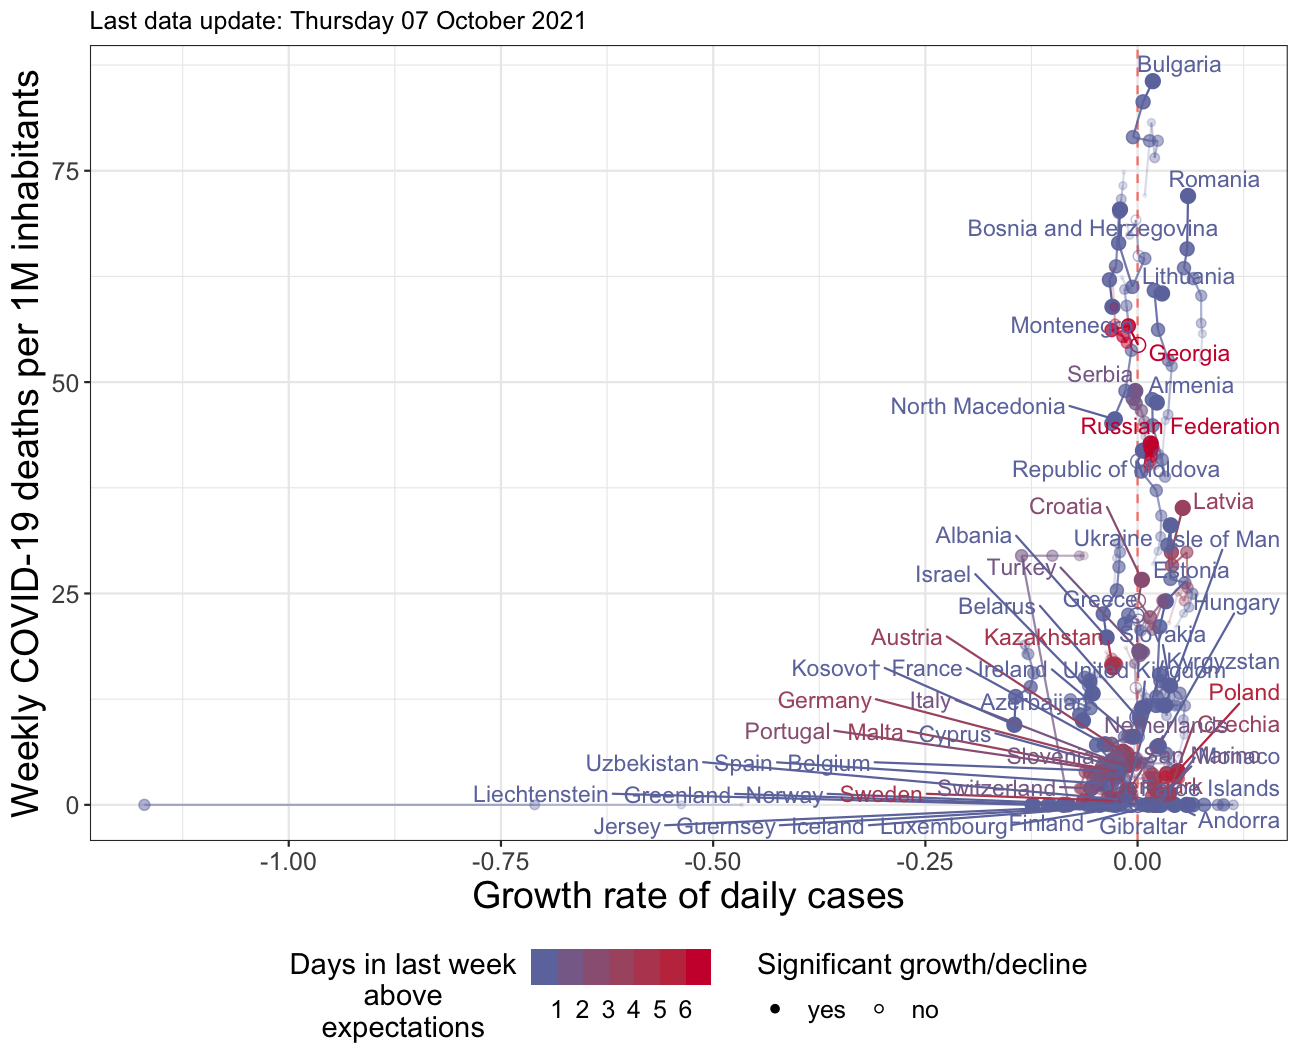 Last data update: Thursday 07 October 2021
Weekly COVID-19 deaths per 1M inhabitants
75
50
25
0
Bulgaria
Romania
Bosnia and Herzegovina
Lithuania
Montenegro
Georgia
Serbia
Armenia
North Macedonia
Russian Federation
Republic of Moldova
Croatia
Latvia
Albania
Ukraine
Isle of Man
Turkey
Israel
Estonia
Belarus
Greece
Hungary
Austria
Kazakhstan
Slovakia
Kosovo†
France
Ireland
United Kingdom
Kyrgyzstan
Germany
Italy
Azerbaijan
Poland
Portugal
Malta
Cyprus
Netherlands
Czechia
Uzbekistan
Spain
Belgium
Slovenia
San Marino
Monaco
Liechtenstein
Greenland
Norway
Sweden
Switzerland
Islands
Jersey
Guernsey
Iceland
Luxembourg
Finland
Gibraltar
Andorra
-1.00
-0.75
-0.50
-0.25
0.00
Growth rate of daily cases
Days in last week
above
expectations
1 2 3 4 5 6
Significant growth/decline
yes
no